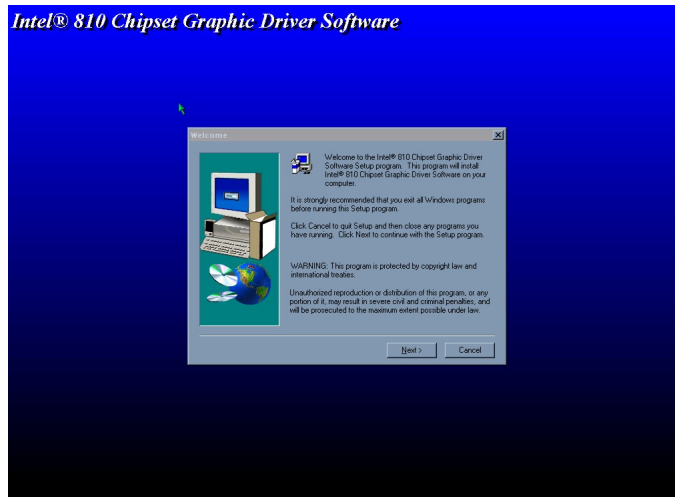 Intel® 810 Chipset Graphic Driver Software
Welcome
Welcome to the Intel® 810 Chipset Graphic Driver
Software Setup program. This program will install
Intel® 810 Chipset Graphic Driver Software on your
computer.
It is strongly recommended that you exit all Windows programs
before running this Setup program.
Click Cancel to quit Setup and then close any programs you
have running. Click Next to continue with the Setup program.
WARNING: This program is protected by copyright law and
international treaties.
Unauthorized reproduction or distribution of this program, or any
portion of it, may result in severe civil and criminal penalties, and
will be prosecuted to the maximum extent possible under law.
Next >
Cancel